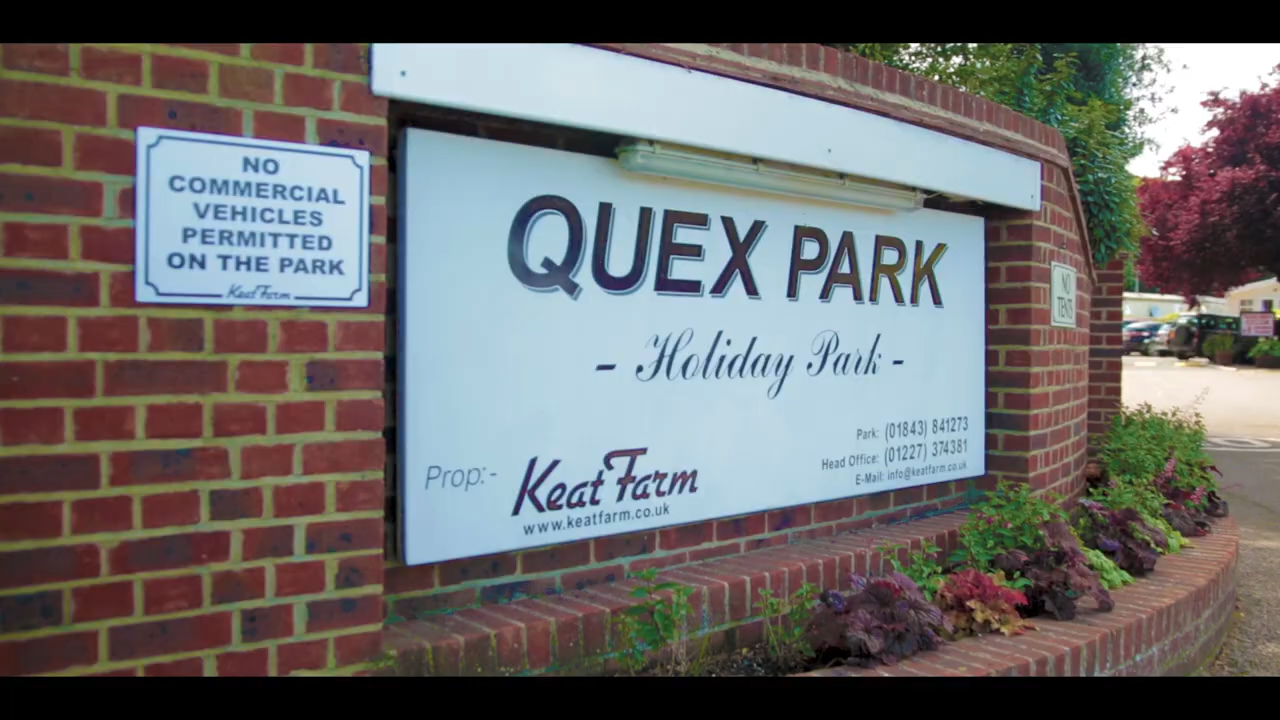 NO
COMMERCIAL
VEHICLES
PERMITTED
ON THE PARK
Keat Farm
QUEX PARK
- Holiday Park -
Park: (01843) 841273
Head Office: (01227) 374381
E-Mail: info@keatfarm.co.uk
Prop:- Keat Farm
www.keatfarm.co.uk
NO
TENTS